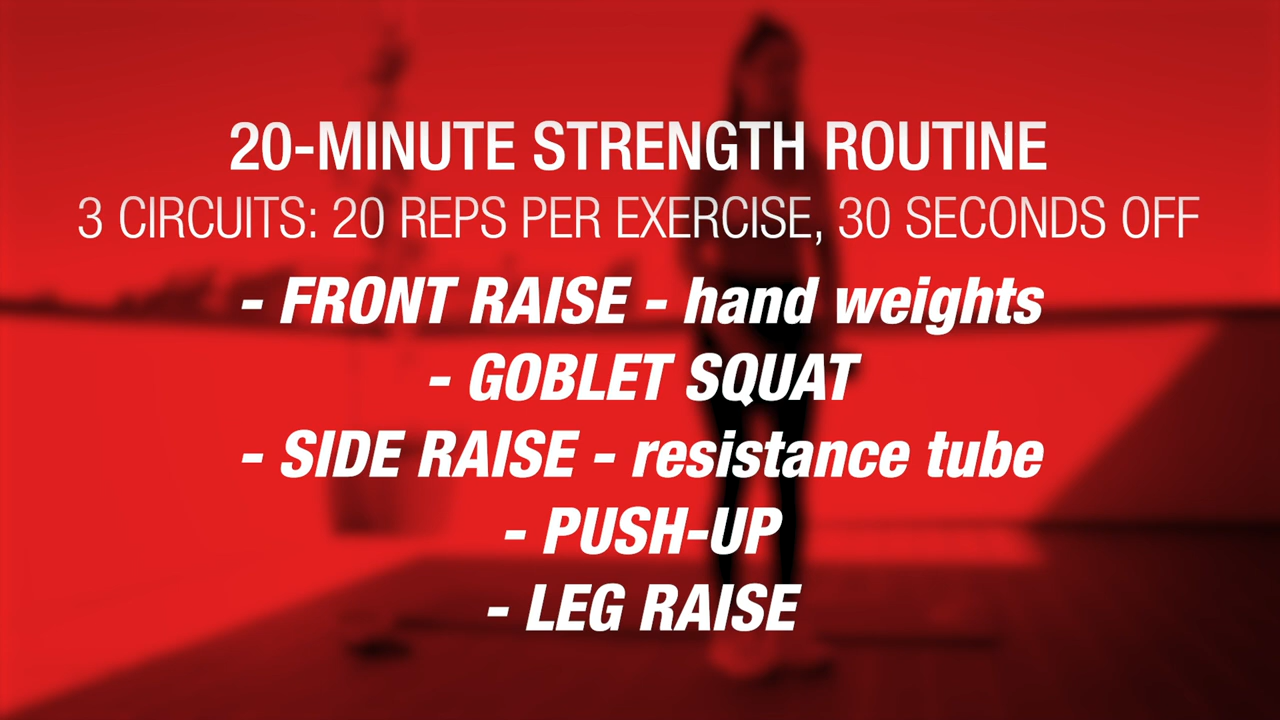 20-MINUTE STRENGTH ROUTINE
3 CIRCUITS: 20 REPS PER EXERCISE, 30 SECONDS OFF
- FRONT RAISE - hand weights
- GOBLET SQUAT
- SIDE RAISE - resistance tube
- PUSH-UP
- LEG RAISE